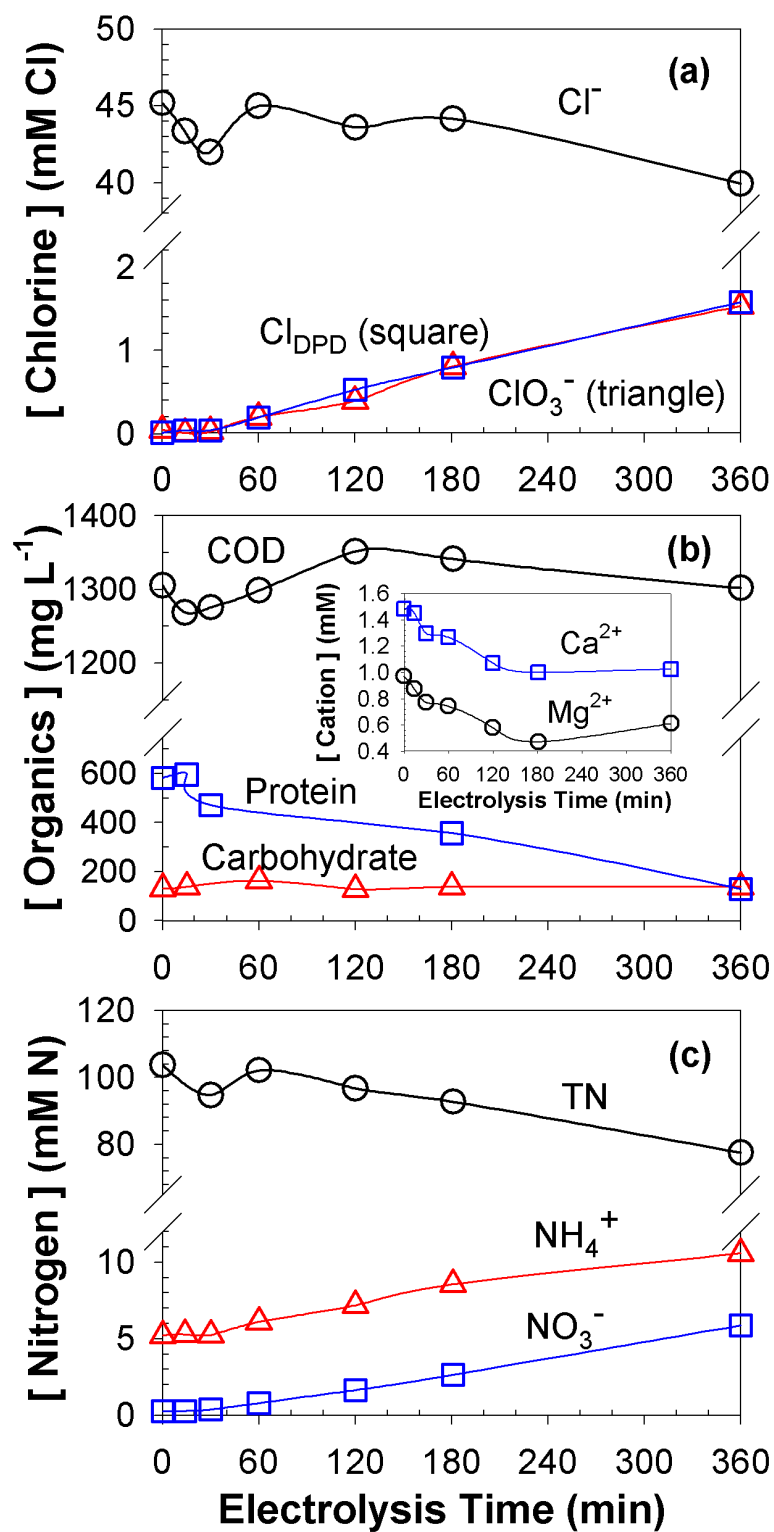 [ Chlorine ] (mM Cl)
50
45
40
2
1
0
(a)
Cl⁻
Cl_DPD (square)
ClO₃⁻ (triangle)
0 60 120 180 240 300 360
[ Organics ] (mg L⁻¹)
1400
1300
1200
600
400
200
0
(b)
COD
Protein
Carbohydrate
[ Cation ] (mM)
1.6
1.4
1.2
1.0
0.8
0.6
0.4
Ca²⁺
Mg²⁺
0 60 120 180 240 300 360
Electrolysis Time (min)
0 60 120 180 240 300 360
[ Nitrogen ] (mM N)
120
100
80
10
5
0
(c)
TN
NH₄⁺
NO₃⁻
0 60 120 180 240 300 360
Electrolysis Time (min)